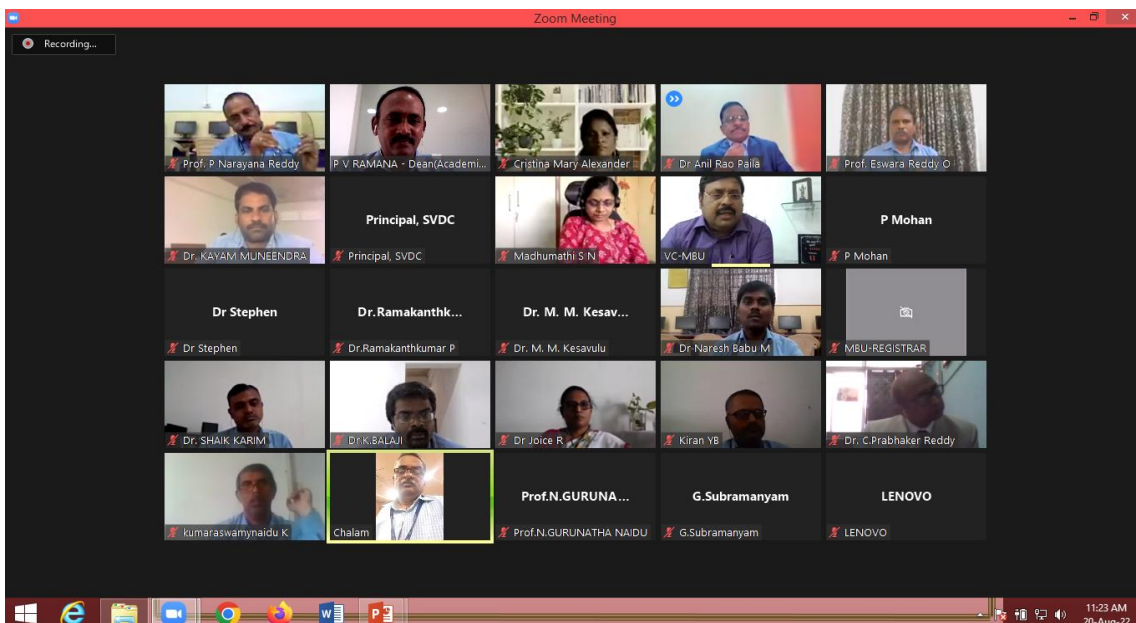 Zoom Meeting
Recording...
Prof. P Narayana Reddy
P V RAMANA - Dean(Academi...
Cristina Mary Alexander
Dr Anil Rao Paila
Prof. Eswara Reddy O
Dr. KAYAM MUNEENDRA
Principal, SVDC
Principal, SVDC
Madhumathi S N
VC-MBU
P Mohan
P Mohan
Dr Stephen
Dr Stephen
Dr.Ramakanthk...
Dr.Ramakanthkumar P
Dr. M. M. Kesav...
Dr. M. M. Kesavulu
Dr Naresh Babu M
MBU-REGISTRAR
Dr. SHAIK KARIM
Dr.K.BALAJI
Dr Joice R
Kiran YB
Dr. C.Prabhaker Reddy
kumaraswamynaidu K
Chalam
Prof.N.GURUNA...
Prof.N.GURUNATHA NAIDU
G.Subramanyam
G.Subramanyam
LENOVO
LENOVO
11:23 AM
20-Aug-22